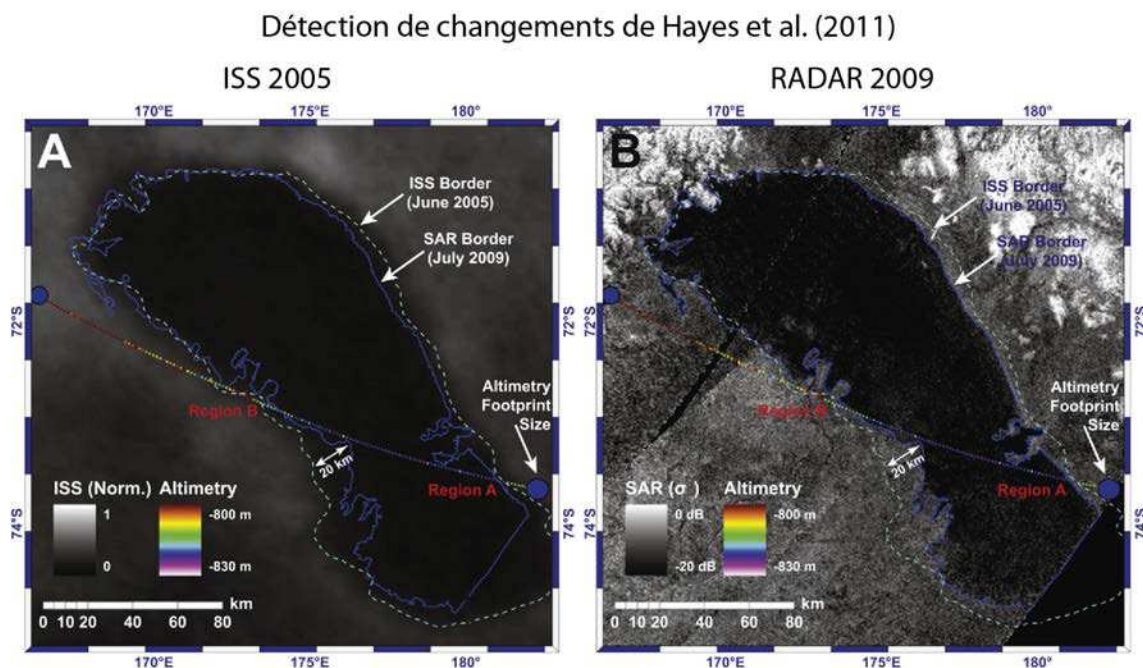 Détection de changements de Hayes et al. (2011)
ISS 2005
RADAR 2009
170°E
175°E
180°
170°E
175°E
180°
A
ISS Border
(June 2005)
SAR Border
(July 2009)
72°S
Region B
Altimetry
Footprint
Size
20 km
Region A
ISS (Norm.)
Altimetry
1
-800 m
0
-830 m
74°S
km
0 10 20 40 60 80
170°E
175°E
180°
B
ISS Border
(June 2005)
SAR Border
(July 2009)
72°S
72°S
Region B
Altimetry
Footprint
Size
20 km
Region A
SAR (σ
)
Altimetry
0 dB
-800 m
-20 dB
-830 m
74°S
74°S
km
0 10 20 40 60 80
170°E
175°E
180°